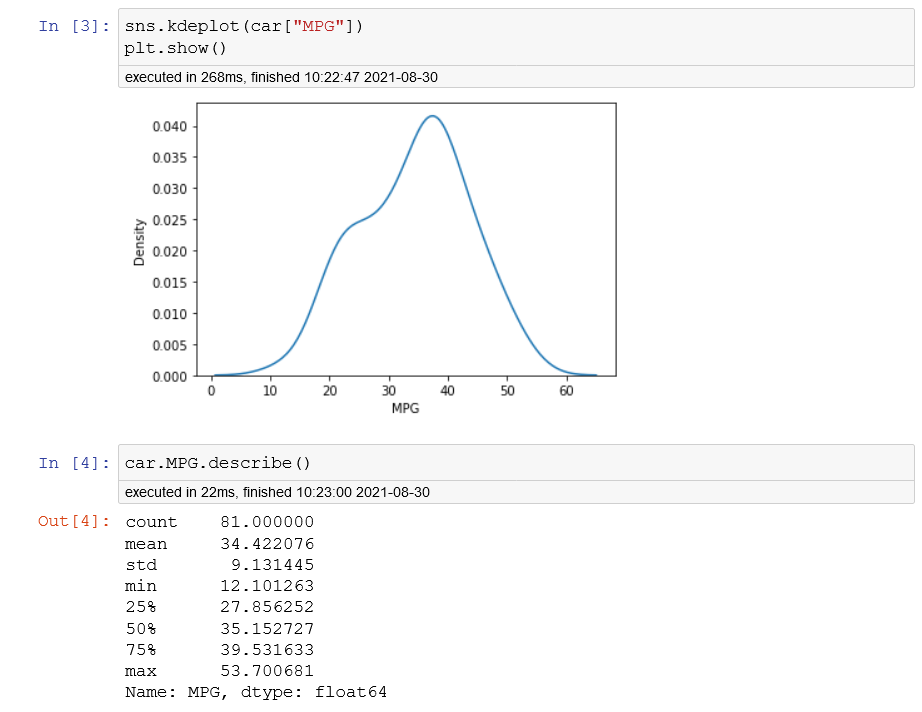 In [3]: sns.kdeplot(car["MPG"])
plt.show()
executed in 268ms, finished 10:22:47 2021-08-30
0.040
0.035
0.030
0.025
0.020
0.015
0.010
0.005
0.000
Density
0 10 20 30 40 50 60
MPG
In [4]: car.MPG.describe()
executed in 22ms, finished 10:23:00 2021-08-30
Out[4]: count 81.000000
mean 34.422076
std 9.131445
min 12.101263
25% 27.856252
50% 35.152727
75% 39.531633
max 53.700681
Name: MPG, dtype: float64